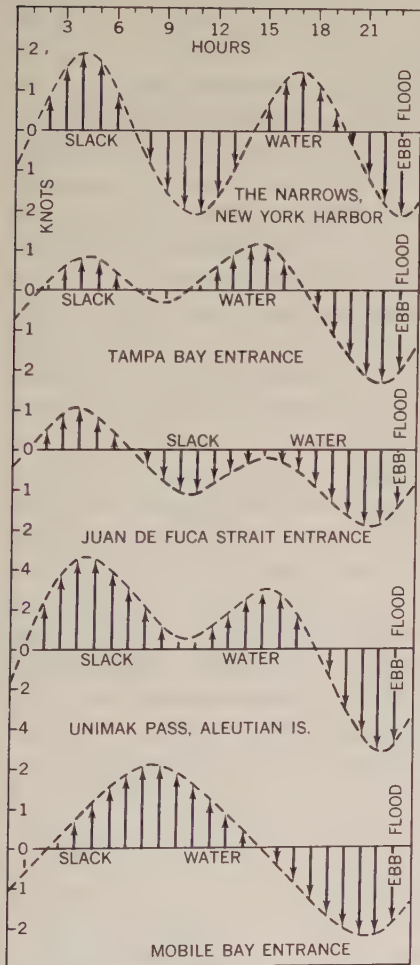 3 6 9 12 15 18 21
HOURS
2
1
0
1
2
KNOTS
SLACK WATER
EBB FLOOD
THE NARROWS,
NEW YORK HARBOR
1
0
1
2
SLACK WATER
EBB FLOOD
TAMPA BAY ENTRANCE
1
0
1
2
SLACK WATER
EBB FLOOD
JUAN DE FUCA STRAIT ENTRANCE
4
2
0
2
4
SLACK WATER
EBB FLOOD
UNIMAK PASS, ALEUTIAN IS.
2
1
0
1
2
SLACK WATER
EBB FLOOD
MOBILE BAY ENTRANCE